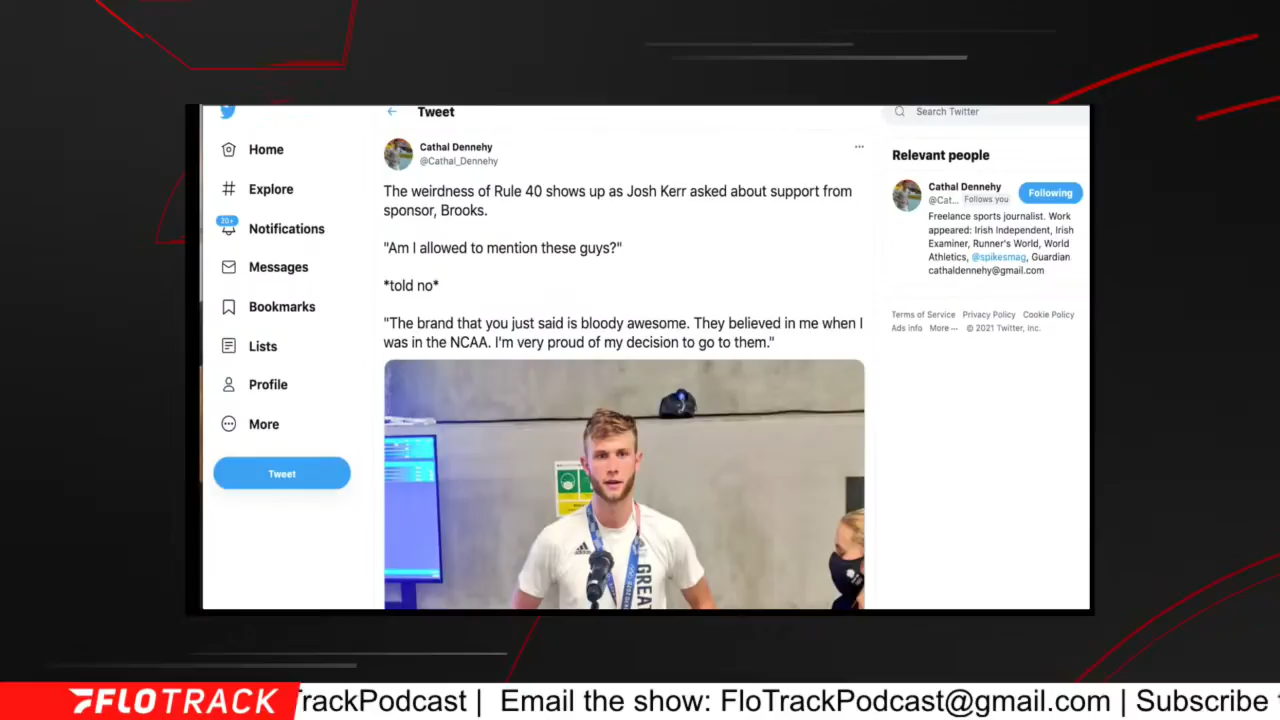 Tweet
Search Twitter
Home
Explore
20+
Notifications
Messages
Bookmarks
Lists
Profile
More
Tweet
Cathal Dennehy
@Cathal_Dennehy
The weirdness of Rule 40 shows up as Josh Kerr asked about support from
sponsor, Brooks.
"Am I allowed to mention these guys?"
*told no*
"The brand that you just said is bloody awesome. They believed in me when I
was in the NCAA. I'm very proud of my decision to go to them."
GREAT
Relevant people
Cathal Dennehy
@Cat... Follows you
Following
Freelance sports journalist. Work
appeared: Irish Independent, Irish
Examiner, Runner's World, World
Athletics, @spikesmag, Guardian
cathaldennehy@gmail.com
Terms of Service Privacy Policy Cookie Policy
Ads info More ··· © 2021 Twitter, Inc.
FLOTRACK
TrackPodcast | Email the show: FloTrackPodcast@gmail.com | Subscribe